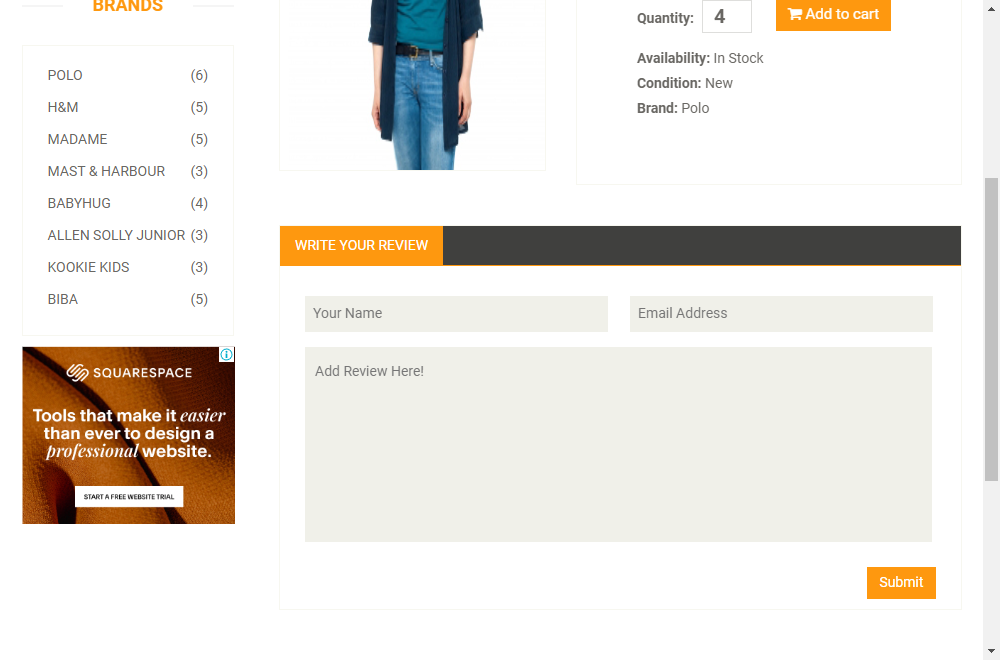 BRANDS
POLO (6)
H&M (5)
MADAME (5)
MAST & HARBOUR (3)
BABYHUG (4)
ALLEN SOLLY JUNIOR (3)
KOOKIE KIDS (3)
BIBA (5)
SQUARESPACE
Tools that make it easier
than ever to design a
professional website.
START A FREE WEBSITE TRIAL
Quantity: 4 Add to cart
Availability: In Stock
Condition: New
Brand: Polo
WRITE YOUR REVIEW
Your Name Email Address
Add Review Here!
Submit